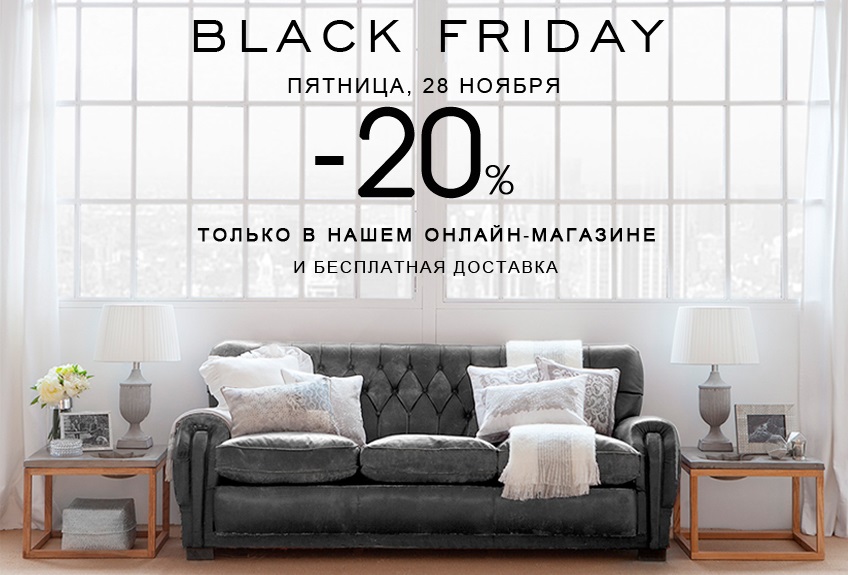 BLACK FRIDAY
ПЯТНИЦА, 28 НОЯБРЯ
-20%
ТОЛЬКО В НАШЕМ ОНЛАЙН-МАГАЗИНЕ
И БЕСПЛАТНАЯ ДОСТАВКА